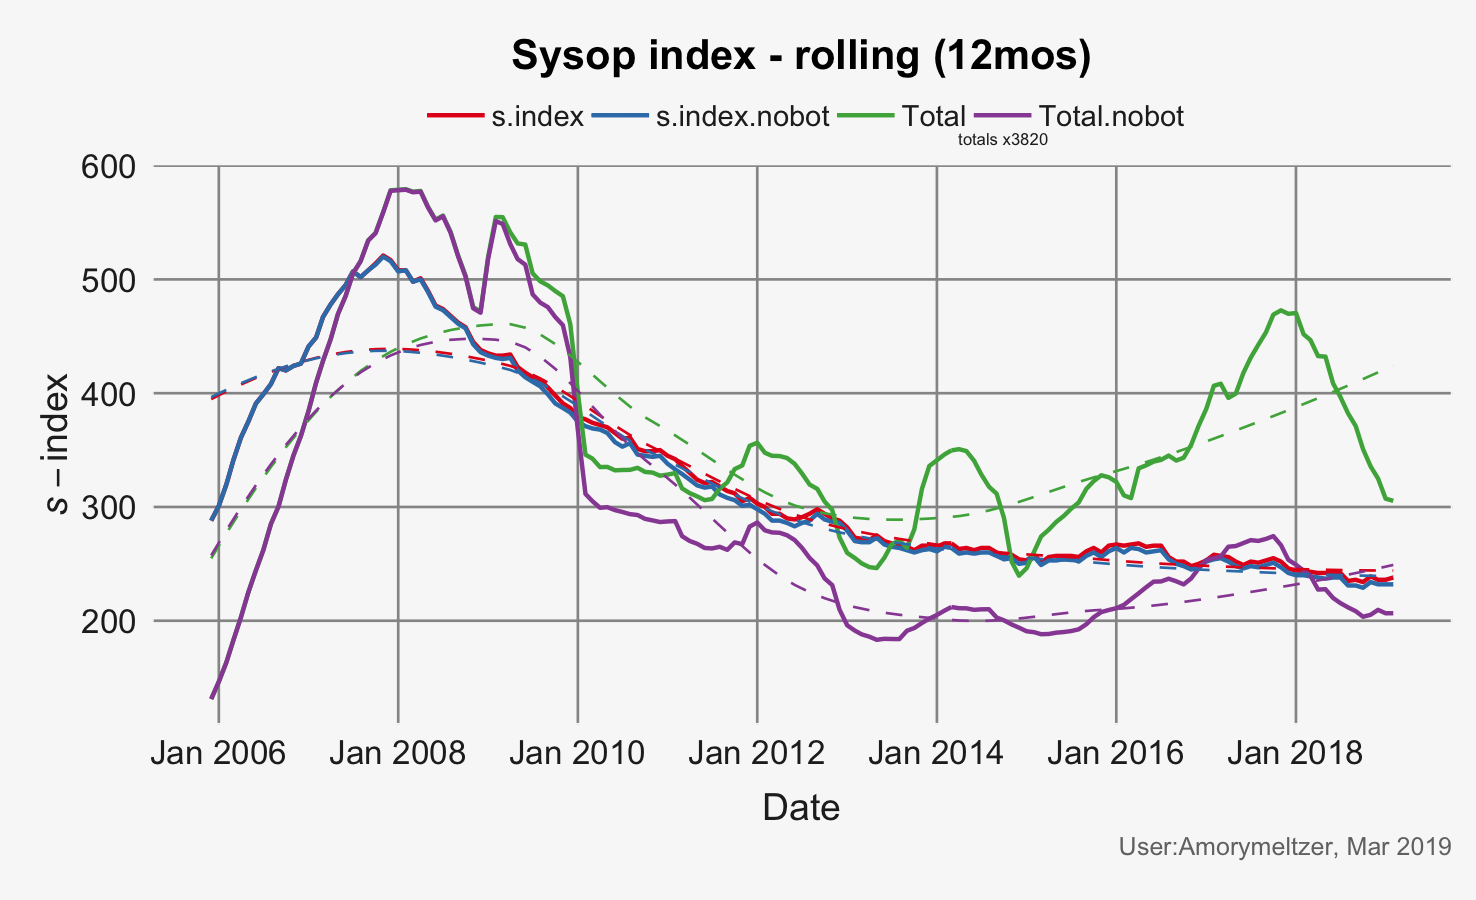 Sysop index - rolling (12mos)
s.index s.index.nobot Total Total.nobot
totals x3820
600
500
400
300
200
s – index
Jan 2006 Jan 2008 Jan 2010 Jan 2012 Jan 2014 Jan 2016 Jan 2018
Date
User:Amorymeltzer, Mar 2019